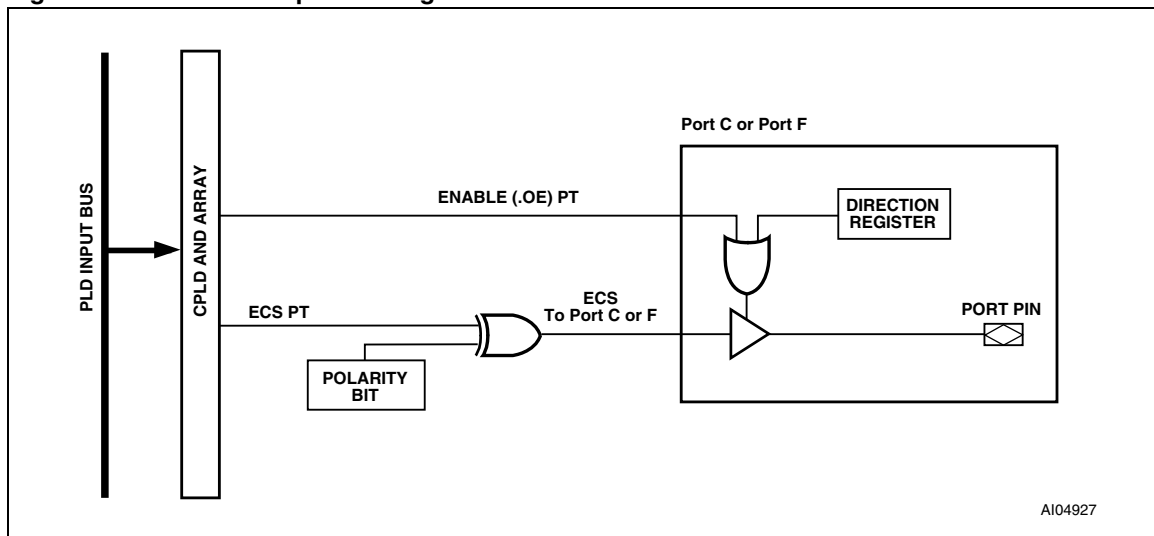 PLD INPUT BUS
CPLD AND ARRAY
Port C or Port F
ENABLE (.OE) PT
DIRECTION
REGISTER
ECS PT
ECS
To Port C or F
PORT PIN
POLARITY
BIT
AI04927